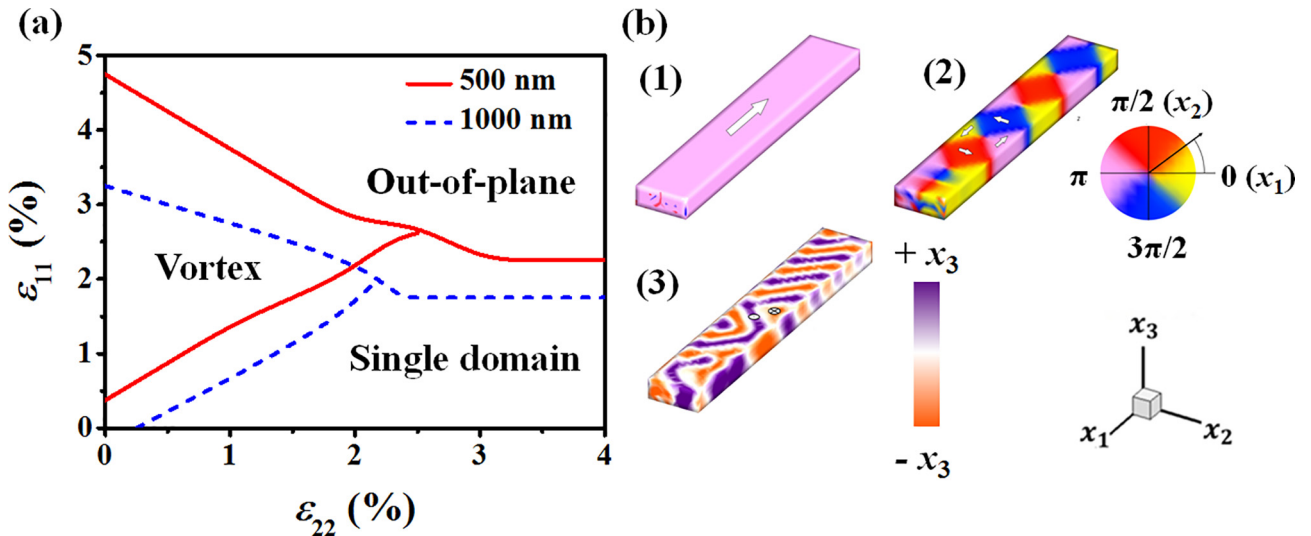 (a)
5
4
3
2
1
0
ε11 (%)
500 nm
1000 nm
Out-of-plane
Vortex
Single domain
0 1 2 3 4
ε22 (%)
(b)
(1)
(2)
π/2 (x2)
π
0 (x1)
3π/2
(3)
+ x3
- x3
x3
x1
x2